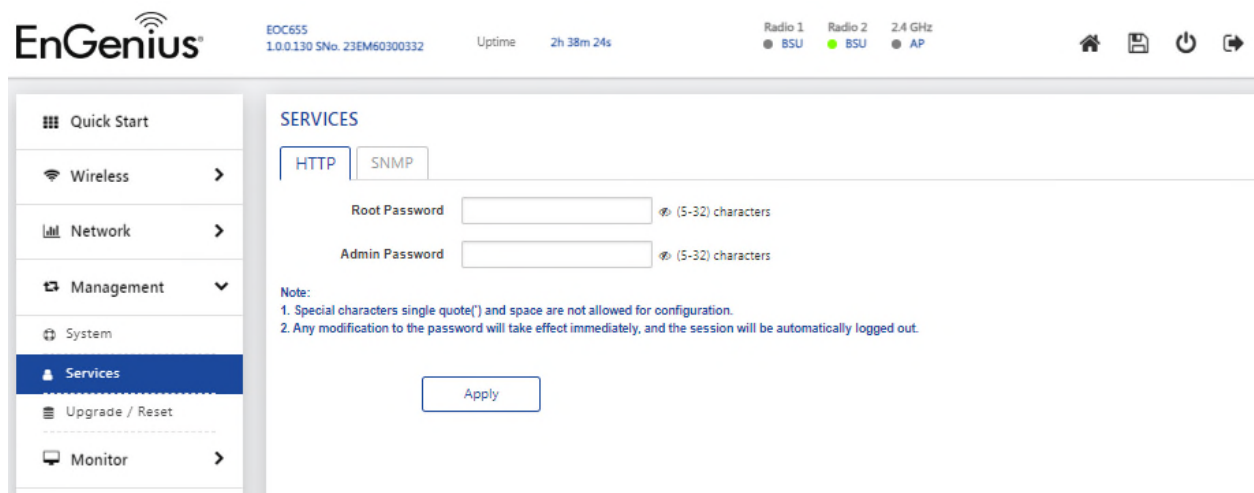 EnGenius®
EOC655
1.0.0.130 SNo. 23EM60300332
Uptime 2h 38m 24s
Radio 1 Radio 2 2.4 GHz
BSU BSU AP
Quick Start
Wireless
Network
Management
System
Services
Upgrade / Reset
Monitor
SERVICES
HTTP SNMP
Root Password (5-32) characters
Admin Password (5-32) characters
Note:
1. Special characters single quote(') and space are not allowed for configuration.
2. Any modification to the password will take effect immediately, and the session will be automatically logged out.
Apply